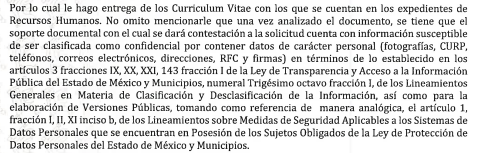 Por lo cual le hago entrega de los Curriculum Vitae con los que se cuentan en los expedientes de
Recursos Humanos. No omito mencionarle que una vez analizado el documento, se tiene que el
soporte documental con el cual se dará contestación a la solicitud cuenta con información susceptible
de ser clasificada como confidencial por contener datos de carácter personal (fotografías, CURP,
teléfonos, correos electrónicos, direcciones, RFC y firmas) en términos de lo establecido en los
artículos 3 fracciones IX, XX, XXI, 143 fracción I de la Ley de Transparencia y Acceso a la Información
Pública del Estado de México y Municipios, numeral Trigésimo octavo fracción I, de los Lineamientos
Generales en Materia de Clasificación y Desclasificación de la Información, así como para la
elaboración de Versiones Públicas, tomando como referencia de manera analógica, el artículo 1,
fracción I, II, XI inciso b, de los Lineamientos sobre Medidas de Seguridad Aplicables a los Sistemas de
Datos Personales que se encuentran en Posesión de los Sujetos Obligados de la Ley de Protección de
Datos Personales del Estado de México y Municipios.